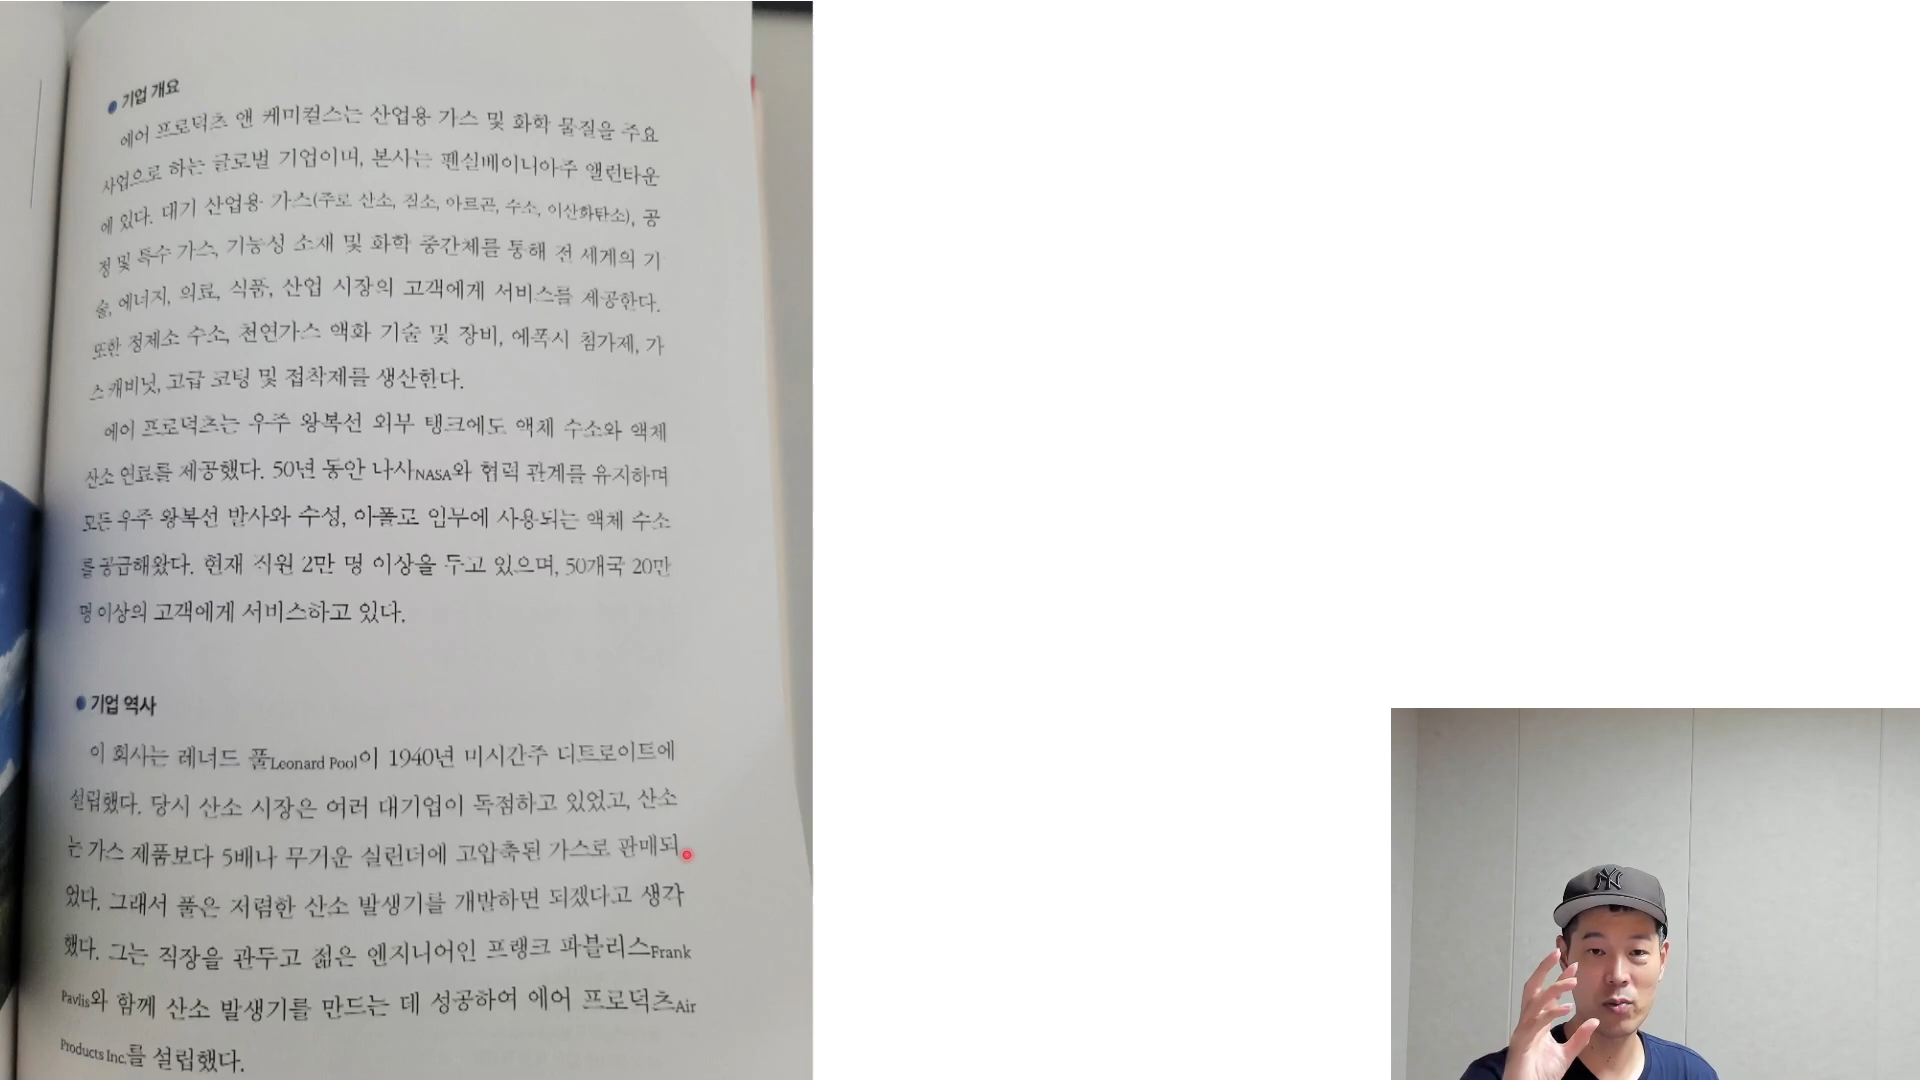 기업 개요
에어 프로덕츠 앤 케미컬스는 산업용 가스 및 화학 물질을 주요
사업으로 하는 글로벌 기업이며, 본사는 펜실베이니아주 앨런타운
에 있다. 대기 산업용 가스(주로 산소, 질소, 아르곤, 수소, 이산화탄소), 공
정 및 특수 가스, 기능성 소재 및 화학 중간체를 통해 전 세계의 기
술, 에너지, 의료, 식품, 산업 시장의 고객에게 서비스를 제공한다.
또한 정제소 수소, 천연가스 액화 기술 및 장비, 에폭시 첨가제, 가
스 캐비닛, 고급 코팅 및 접착제를 생산한다.
에어 프로덕츠는 우주 왕복선 외부 탱크에도 액체 수소와 액체
산소 연료를 제공했다. 50년 동안 나사NASA와 협력 관계를 유지하며
모든 우주 왕복선 발사와 수성, 아폴로 임무에 사용되는 액체 수소
를 공급해왔다. 현재 직원 2만 명 이상을 두고 있으며, 50개국 20만
명 이상의 고객에게 서비스하고 있다.
기업 역사
이 회사는 레너드 풀Leonard Pool이 1940년 미시간주 디트로이트에
설립했다. 당시 산소 시장은 여러 대기업이 독점하고 있었고, 산소
는 가스 제품보다 5배나 무거운 실린더에 고압축된 가스로 판매되
었다. 그래서 풀은 저렴한 산소 발생기를 개발하면 되겠다고 생각
했다. 그는 직장을 관두고 젊은 엔지니어인 프랭크 파블리스Frank
Pavlis와 함께 산소 발생기를 만드는 데 성공하여 에어 프로덕츠Air
Products Inc.를 설립했다.
NY